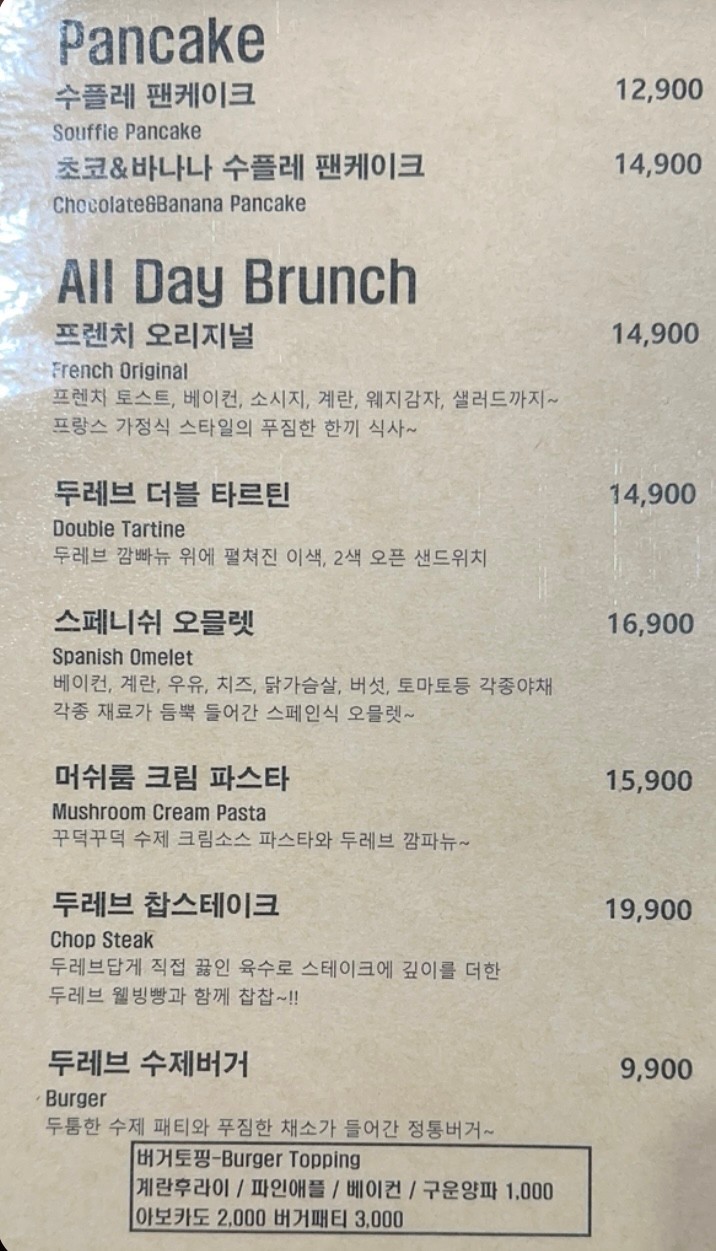 Pancake
수플레 팬케이크 12,900
Souffle Pancake
초코&바나나 수플레 팬케이크 14,900
Chocolate&Banana Pancake
All Day Brunch
프렌치 오리지널 14,900
French Original
프렌치 토스트, 베이컨, 소시지, 계란, 웨지감자, 샐러드까지~
프랑스 가정식 스타일의 푸짐한 한끼 식사~
두레브 더블 타르틴 14,900
Double Tartine
두레브 깜빠뉴 위에 펼쳐진 이색, 2색 오픈 샌드위치
스페니쉬 오믈렛 16,900
Spanish Omelet
베이컨, 계란, 우유, 치즈, 닭가슴살, 버섯, 토마토등 각종야채
각종 재료가 듬뿍 들어간 스페인식 오믈렛~
머쉬룸 크림 파스타 15,900
Mushroom Cream Pasta
꾸덕꾸덕 수제 크림소스 파스타와 두레브 깜파뉴~
두레브 찹스테이크 19,900
Chop Steak
두레브답게 직접 끓인 육수로 스테이크에 깊이를 더한
두레브 웰빙빵과 함께 찹찹~!!
두레브 수제버거 9,900
Burger
두툼한 수제 패티와 푸짐한 채소가 들어간 정통버거~
버거토핑-Burger Topping
계란후라이 / 파인애플 / 베이컨 / 구운양파 1.000
아보카도 2,000 버거패티 3,000